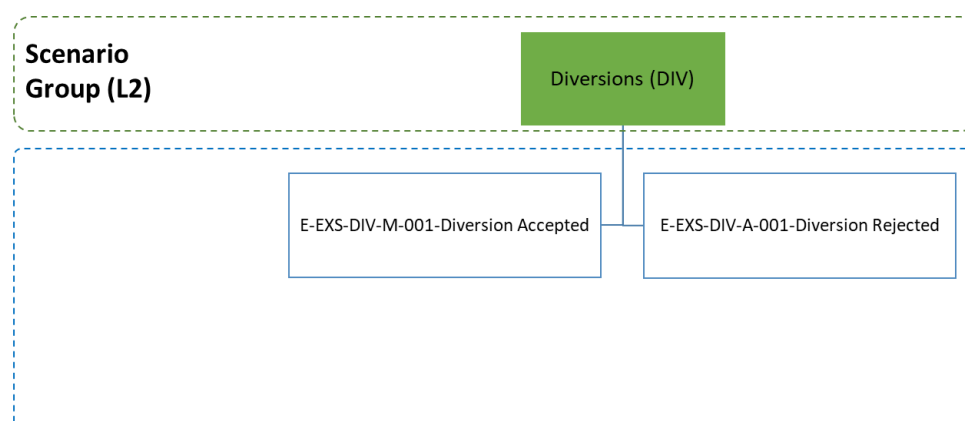 Scenario
Group (L2)
Diversions (DIV)
E-EXS-DIV-M-001-Diversion Accepted
E-EXS-DIV-A-001-Diversion Rejected